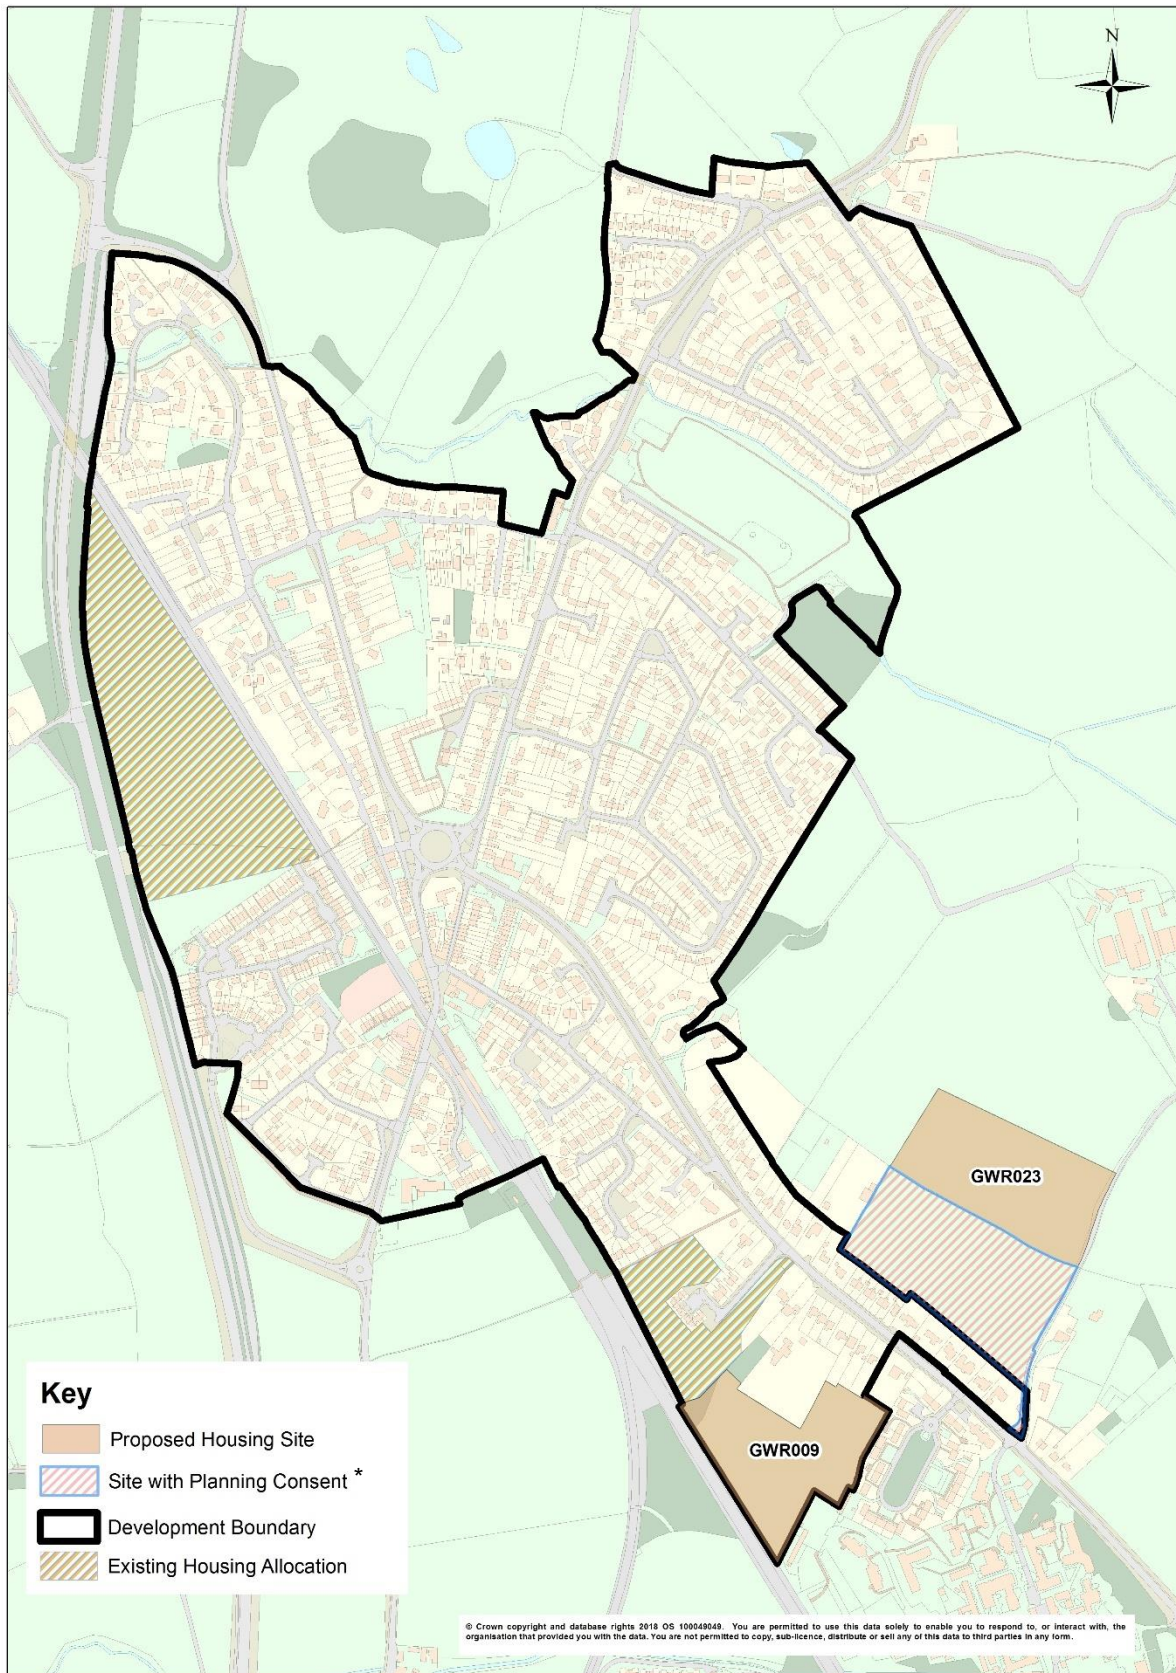 N
GWR023
GWR009
Key
Proposed Housing Site
Site with Planning Consent *
Development Boundary
Existing Housing Allocation
© Crown copyright and database rights 2018 OS 100049049. You are permitted to use this data solely to enable you to respond to, or interact with, the
organisation that provided you with the data. You are not permitted to copy, sub-licence, distribute or sell any of this data to third parties in any form.